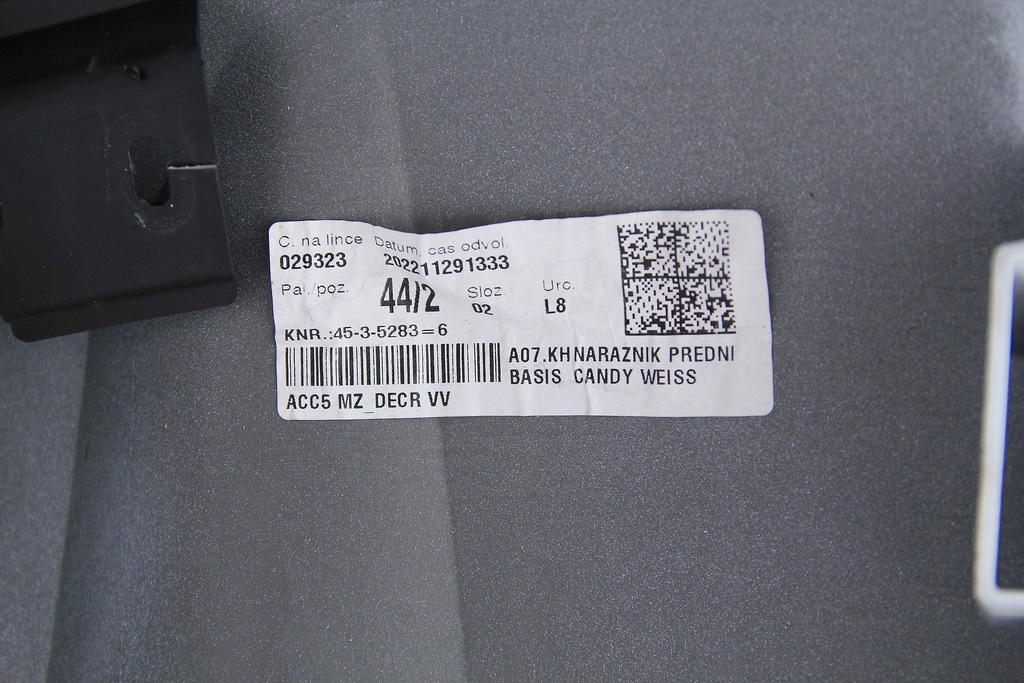 C. na lince Datum, cas odvol.
029323 202211291333
Pal./poz. 44/2 Sloz. 02 Urc. L8
KNR.:45-3-5283=6
A07.KHNARAZNIK PREDNI
BASIS CANDY WEISS
ACC5 MZ_DECR VV